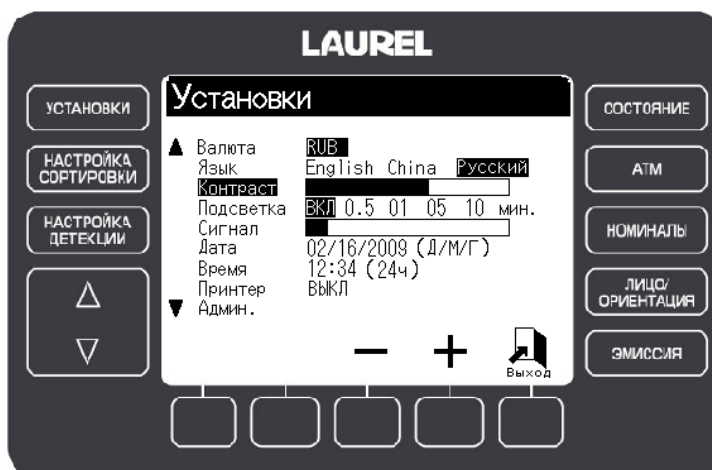 LAUREL
УСТАНОВКИ
НАСТРОЙКА
СОРТИРОВКИ
НАСТРОЙКА
ДЕТЕКЦИИ
Установки
Валюта RUB
Язык English China Русский
Контраст
Подсветка ВКЛ 0.5 01 05 10 мин.
Сигнал
Дата 02/16/2009 (Д/М/Г)
Время 12:34 (24ч)
Принтер ВЫКЛ
Админ.
Выход
СОСТОЯНИЕ
ATM
НОМИНАЛЫ
ЛИЦО/
ОРИЕНТАЦИЯ
ЭМИССИЯ